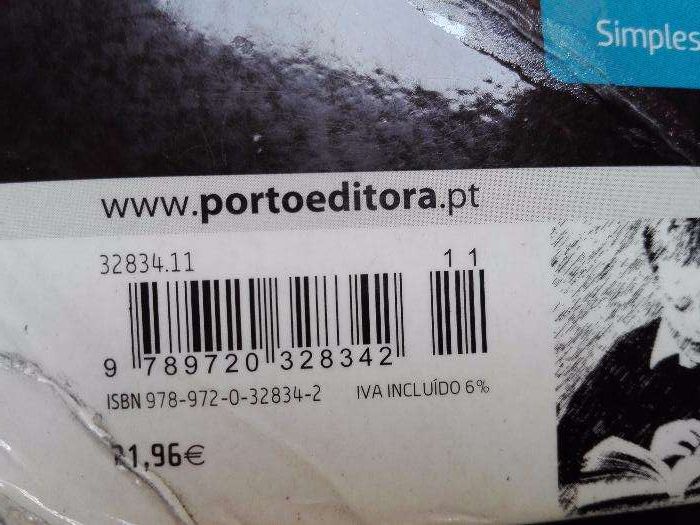 Simples
www.portoeditora.pt
32834.11
11
9 789720 328342
ISBN 978-972-0-32834-2
IVA INCLUÍDO 6%